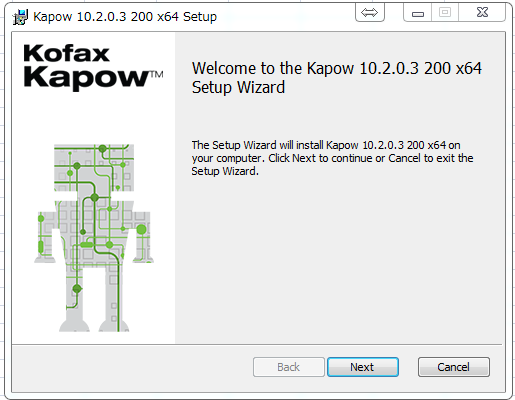 Kapow 10.2.0.3 200 x64 Setup
Kofax
Kapow™
Welcome to the Kapow 10.2.0.3 200 x64
Setup Wizard
The Setup Wizard will install Kapow 10.2.0.3 200 x64 on
your computer. Click Next to continue or Cancel to exit the
Setup Wizard.
Back
Next
Cancel